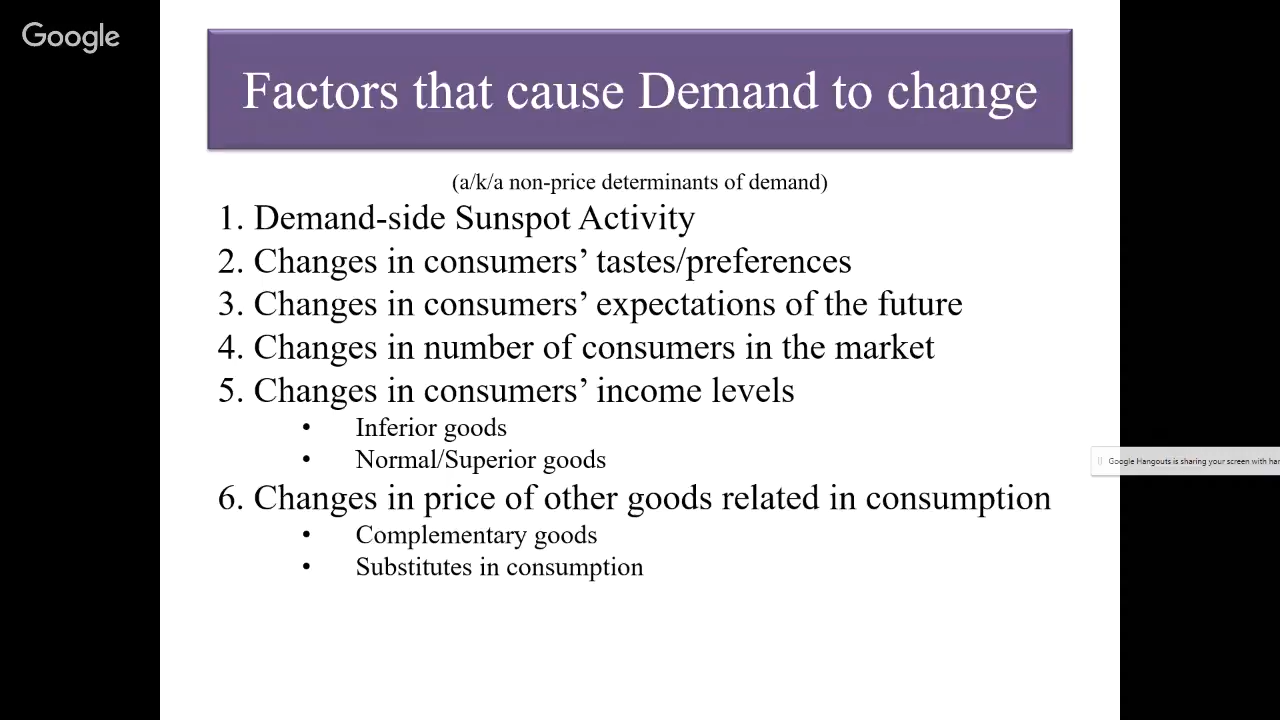 Google
Factors that cause Demand to change
(a/k/a non-price determinants of demand)
1. Demand-side Sunspot Activity
2. Changes in consumers’ tastes/preferences
3. Changes in consumers’ expectations of the future
4. Changes in number of consumers in the market
5. Changes in consumers’ income levels
• Inferior goods
• Normal/Superior goods
Google Hangouts is sharing your screen with
6. Changes in price of other goods related in consumption
• Complementary goods
• Substitutes in consumption